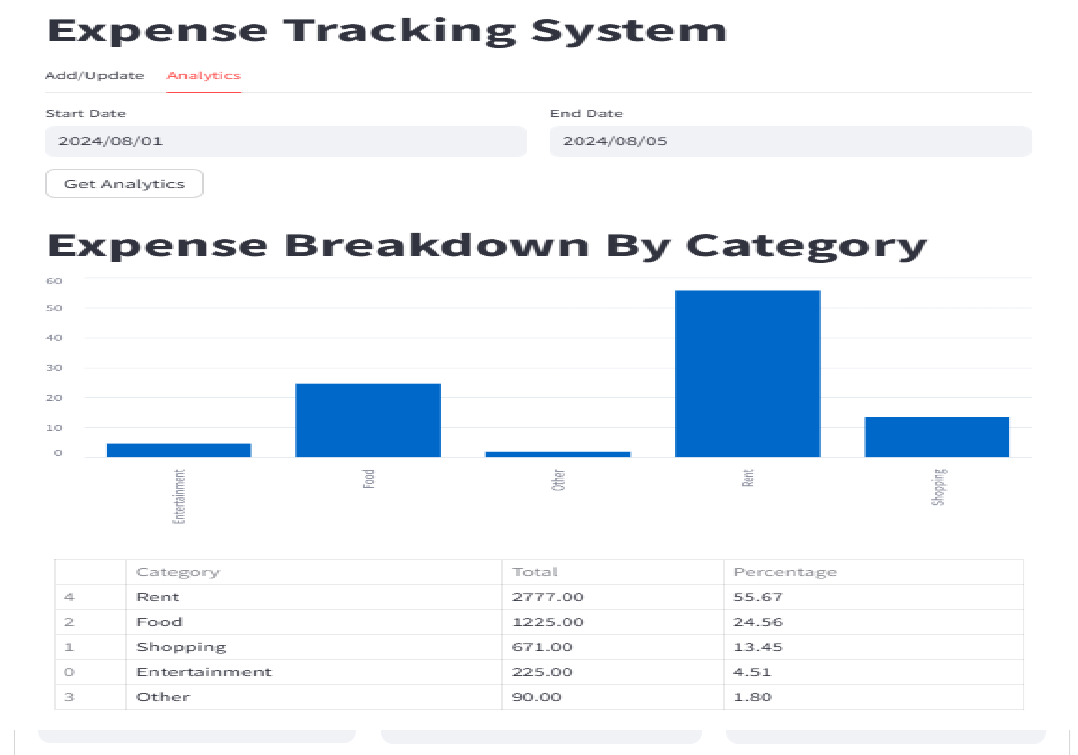 Expense Tracking System
Add/Update Analytics
Start Date End Date
2024/08/01 2024/08/05
Get Analytics
Expense Breakdown By Category
60
50
40
30
20
10
0
Entertainment Food Other Rent Shopping
Category Total Percentage
4 Rent 2777.00 55.67
2 Food 1225.00 24.56
1 Shopping 671.00 13.45
0 Entertainment 225.00 4.51
3 Other 90.00 1.80